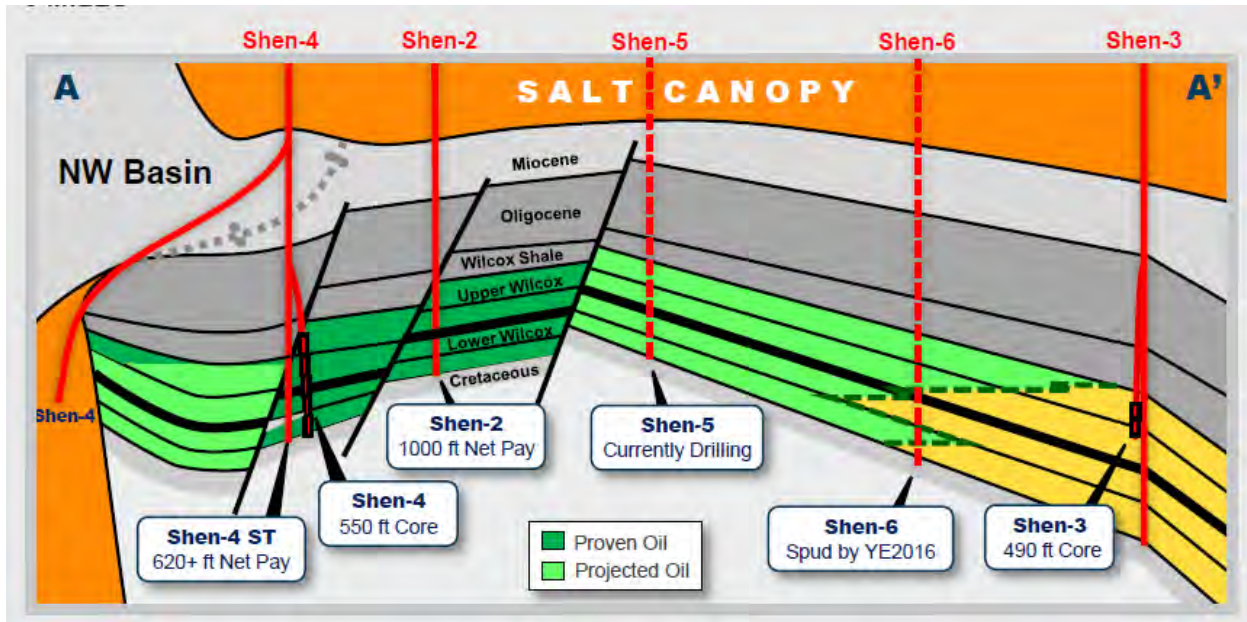 Shen-4 Shen-2 Shen-5 Shen-6 Shen-3
A SALT CANOPY A'
NW Basin
Miocene
Oligocene
Wilcox Shale
Upper Wilcox
Lower Wilcox
Cretaceous
Shen-4
Shen-2
1000 ft Net Pay
Shen-5
Currently Drilling
Shen-4
550 ft Core
Shen-4 ST
620+ ft Net Pay
Shen-6
Spud by YE2016
Shen-3
490 ft Core
Proven Oil
Projected Oil